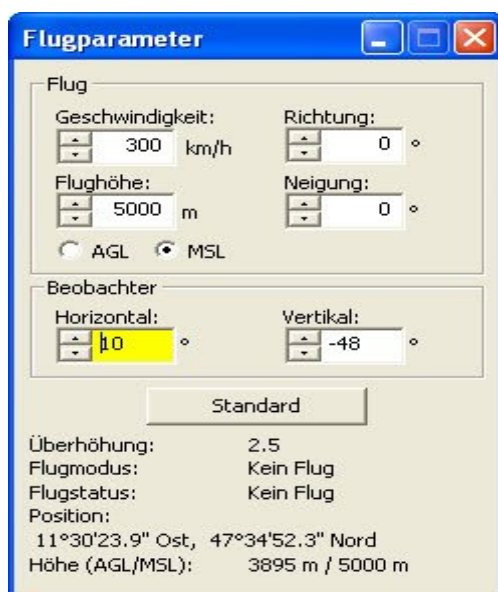 Flugparameter
Flug
Geschwindigkeit: Richtung:
300 km/h 0 °
Flughöhe: Neigung:
5000 m 0 °
AGL MSL
Beobachter
Horizontal: Vertikal:
10 ° -48 °
Standard
Überhöhung: 2.5
Flugmodus: Kein Flug
Flugstatus: Kein Flug
Position:
11°30'23.9" Ost, 47°34'52.3" Nord
Höhe (AGL/MSL): 3895 m / 5000 m